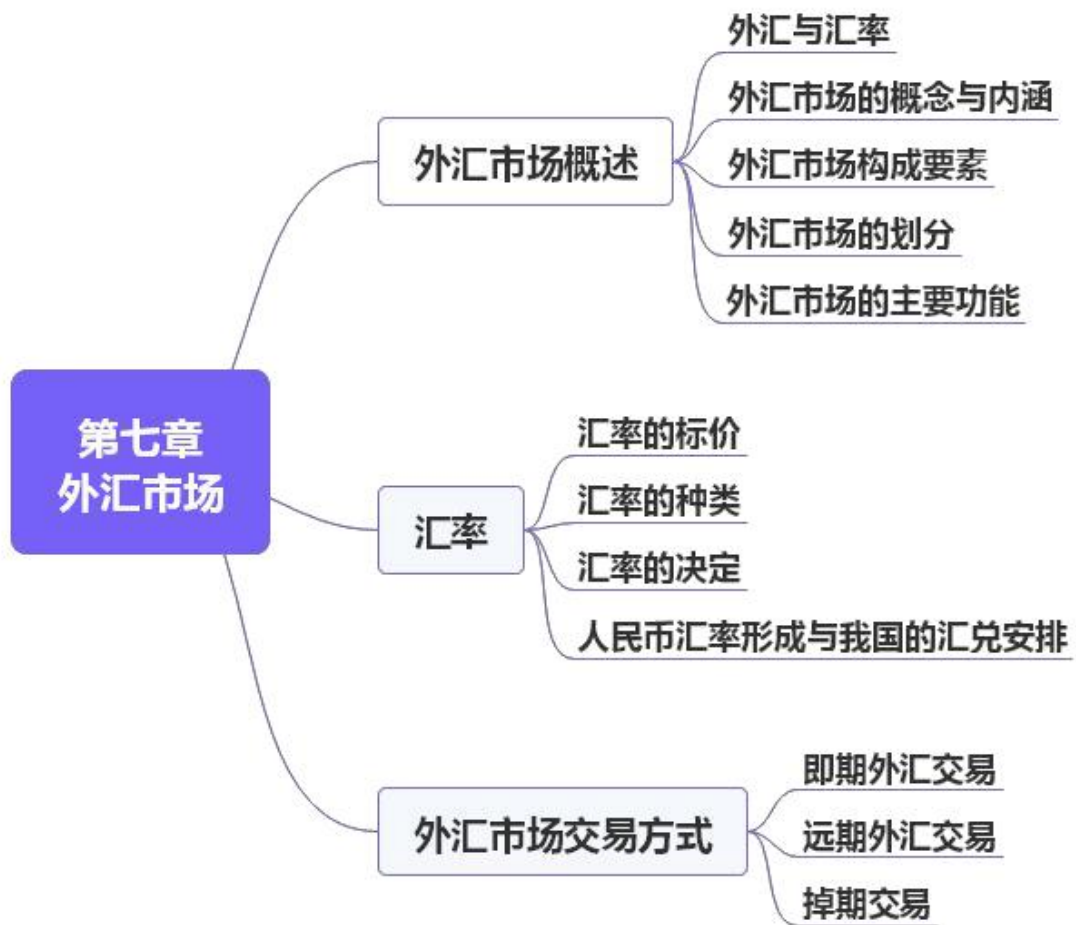 第七章
外汇市场
外汇市场概述
外汇与汇率
外汇市场的概念与内涵
外汇市场构成要素
外汇市场的划分
外汇市场的主要功能
汇率
汇率的标价
汇率的种类
汇率的决定
人民币汇率形成与我国的汇兑安排
外汇市场交易方式
即期外汇交易
远期外汇交易
掉期交易